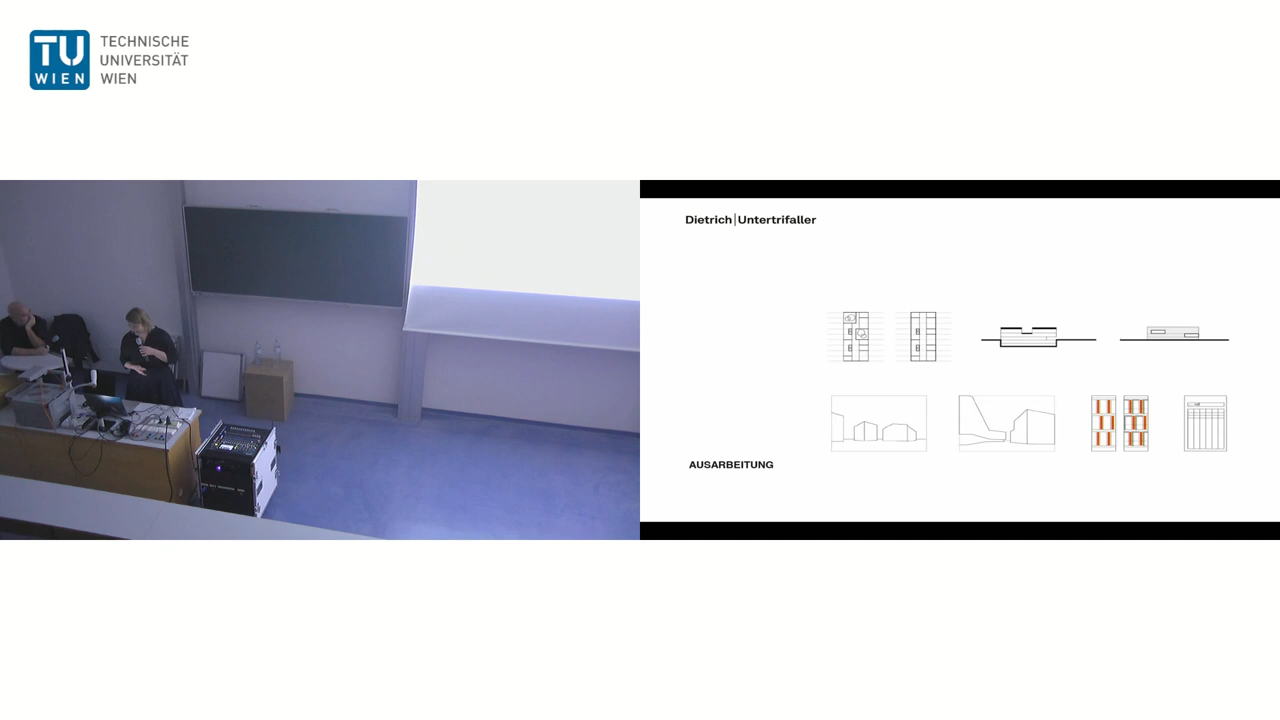 TU
WIEN
TECHNISCHE
UNIVERSITÄT
WIEN
Dietrich|Untertrifaller
AUSARBEITUNG